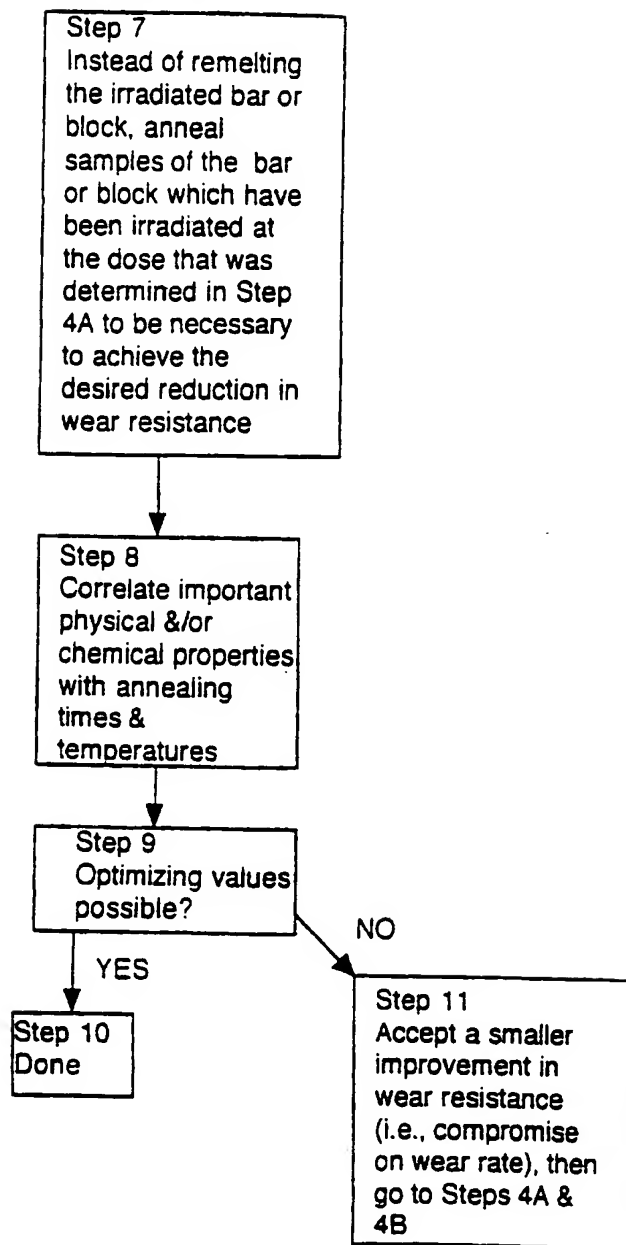 Step 7
Instead of remelting
the irradiated bar or
block, anneal
samples of the bar
or block which have
been irradiated at
the dose that was
determined in Step
4A to be necessary
to achieve the
desired reduction in
wear resistance
Step 8
Correlate important
physical &/or
chemical properties
with annealing
times &
temperatures
Step 9
Optimizing values
possible?
YES
NO
Step 10
Done
Step 11
Accept a smaller
improvement in
wear resistance
(i.e., compromise
on wear rate), then
go to Steps 4A &
4B